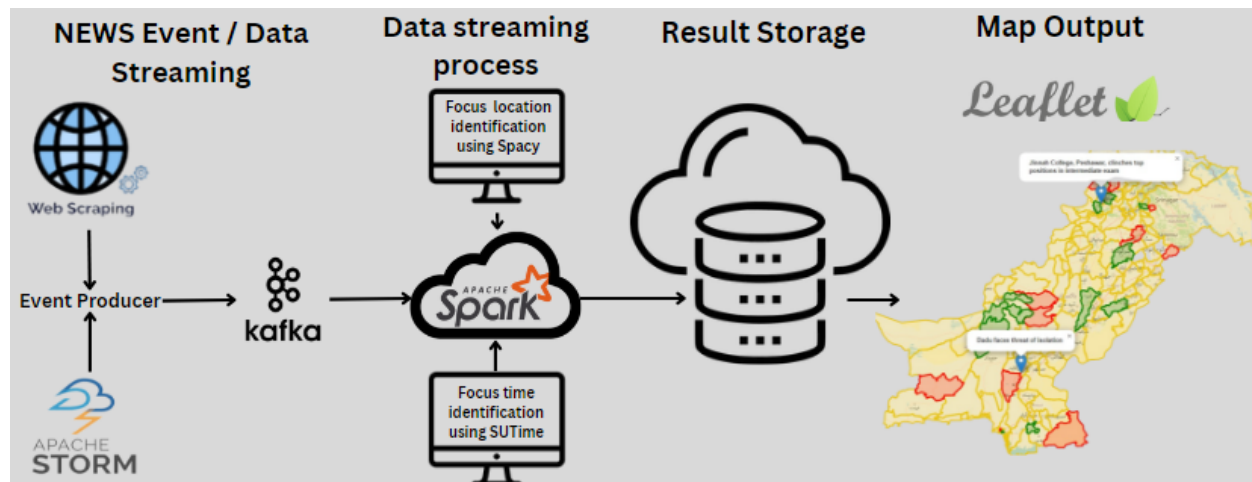 NEWS Event / Data
Streaming
Data streaming
process
Result Storage
Map Output
Web Scraping
Event Producer
APACHE
STORM
kafka
Focus location
identification
using Spacy
APACHE
Spark
Focus time
identification
using SUTime
Leaflet
Jinnah College, Peshawar, clinches top
positions in intermediate exam
Dadu faces threat of isolation